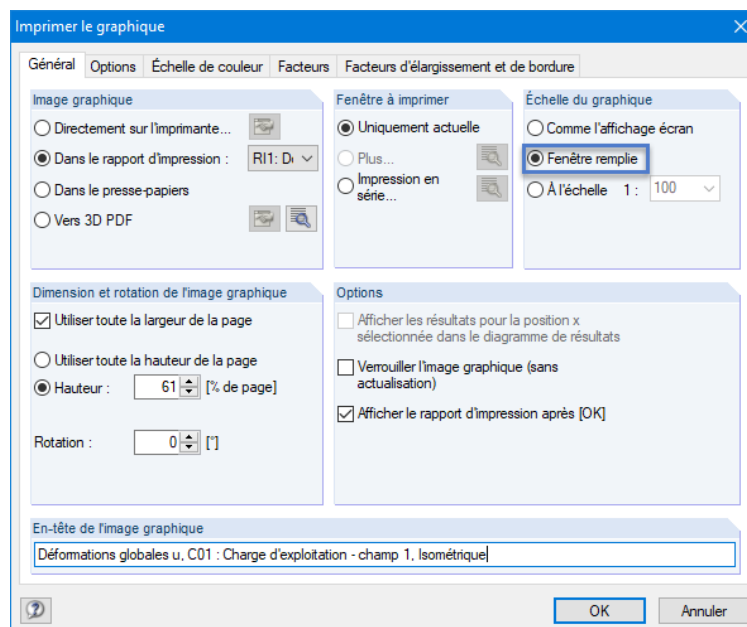 Imprimer le graphique
Général Options Échelle de couleur Facteurs Facteurs d'élargissement et de bordure
Image graphique
Directement sur l'imprimante...
Dans le rapport d'impression : RI1:
Dans le presse-papiers
Vers 3D PDF
Fenêtre à imprimer
Uniquement actuelle
Plus...
Impression en
série...
Échelle du graphique
Comme l'affichage écran
Fenêtre remplie
À l'échelle 1 : 100
Dimension et rotation de l'image graphique
Utiliser toute la largeur de la page
Utiliser toute la hauteur de la page
Hauteur : 61 [% de page]
Rotation : 0 [°]
Options
Afficher les résultats pour la position x
sélectionnée dans le diagramme de résultats
Verrouiller l'image graphique (sans
actualisation)
Afficher le rapport d'impression après [OK]
En-tête de l'image graphique
Déformations globales u, C01 : Charge d'exploitation - champ 1, Isométrique
OK Annuler